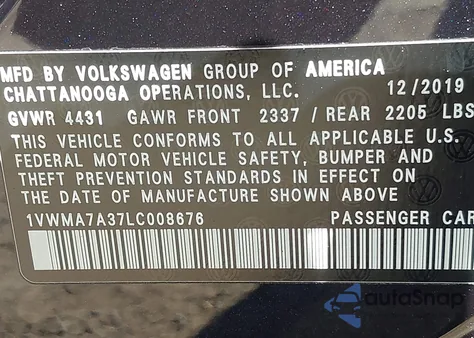 MFD BY VOLKSWAGEN GROUP OF AMERICA
CHATTANOOGA OPERATIONS, LLC. 12/2019
GVWR 4431 GAWR FRONT 2337 / REAR 2205 LBS
THIS VEHICLE CONFORMS TO ALL APPLICABLE U.S.
FEDERAL MOTOR VEHICLE SAFETY, BUMPER AND
THEFT PREVENTION STANDARDS IN EFFECT ON
THE DATE OF MANUFACTURE SHOWN ABOVE
1VWMA7A37LC008676 PASSENGER CAR
autoSnap